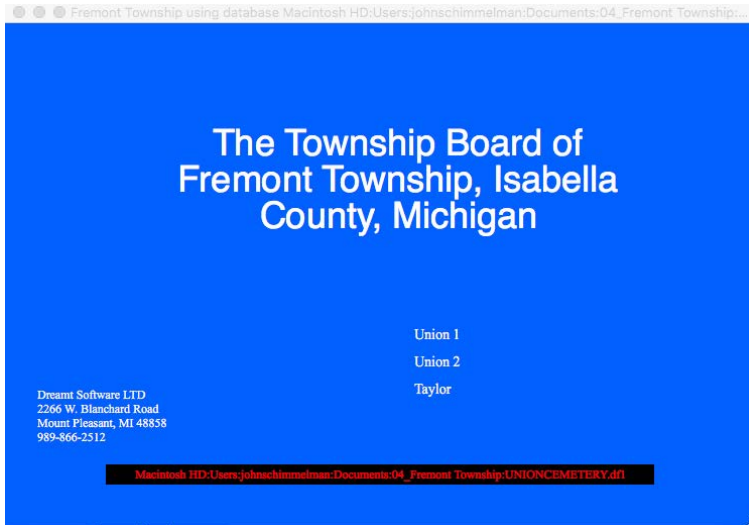 Fremont Township using database Macintosh HD:Users:johnschimmelman:Documents:04_Fremont Township:...
The Township Board of
Fremont Township, Isabella
County, Michigan
Union 1
Union 2
Taylor
Dreamt Software LTD
2266 W. Blanchard Road
Mount Pleasant, MI 48858
989-866-2512
Macintosh HD:Users:johnschimmelman:Documents:04_Fremont Township:UNIONCEMETERY.df1